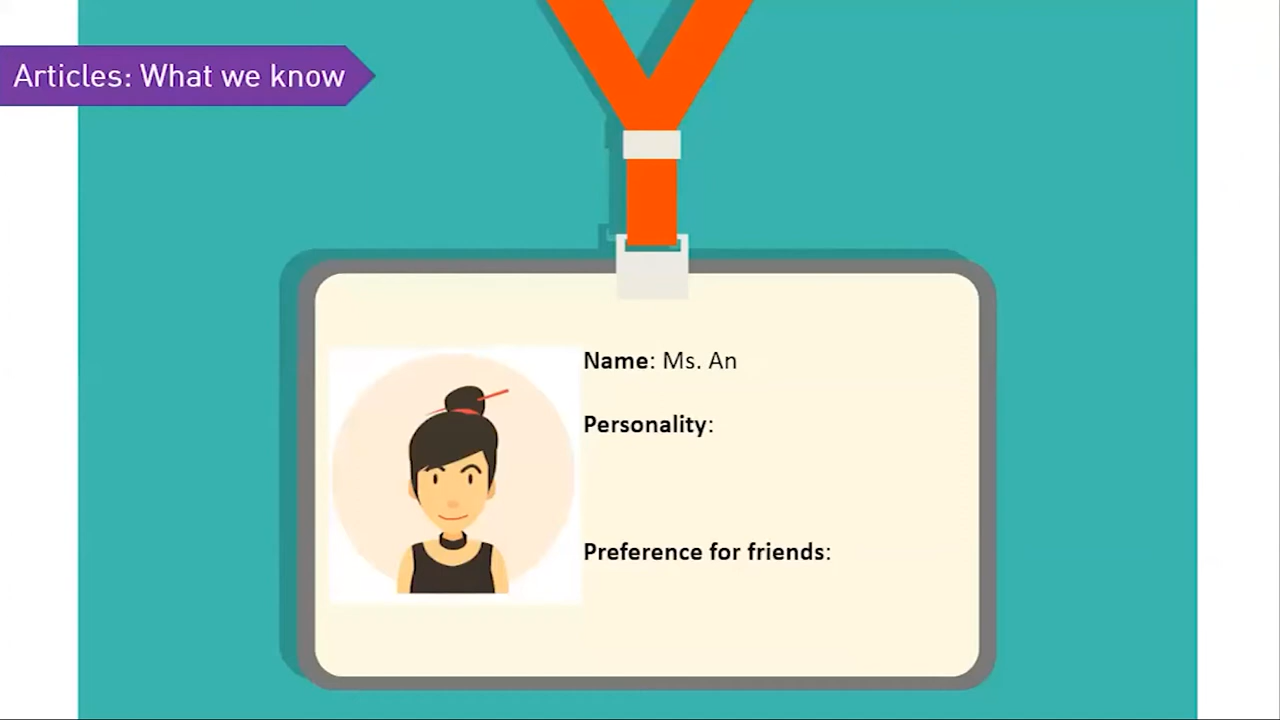 Articles: What we know
Name: Ms. An
Personality:
Preference for friends: